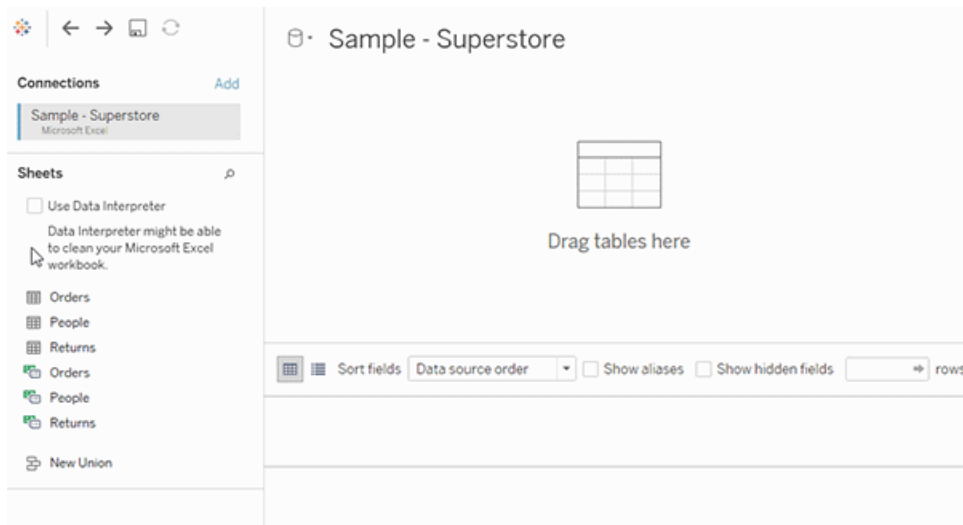 Sample - Superstore
Connections
Add
Sample - Superstore
Microsoft Excel
Sheets
Use Data Interpreter
Data Interpreter might be able
to clean your Microsoft Excel
workbook.
Orders
People
Returns
Orders
People
Returns
New Union
Drag tables here
Sort fields Data source order Show aliases Show hidden fields rows